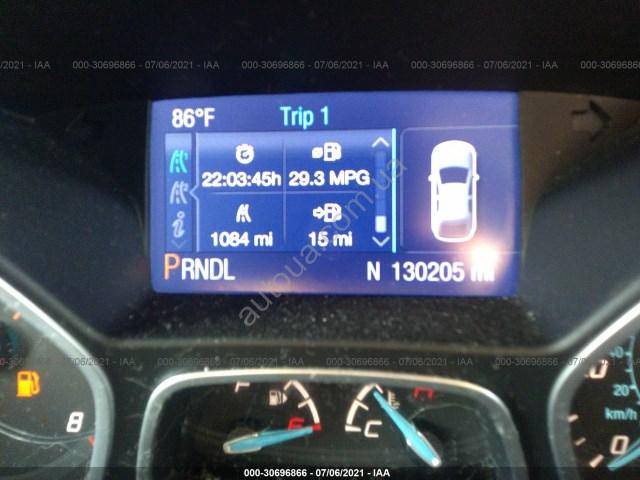 000-30696866 - 07/06/2021 - IAA
000-30696866 - 07/06/2021 - IAA
000-30696866 - 07/06/2021 - IAA
86°F Trip 1
22:03:45h 29.3 MPG
1084 mi 15 mi
PRNDL N 130205 mi
autoua.com.ua
000-30696866 - 07/06/2021 - IAA
000-30696866 - 07/06/2021 - IAA
8
F
E
C
H
20
km/h
0
000-30696866 - 07/06/2021 - IAA